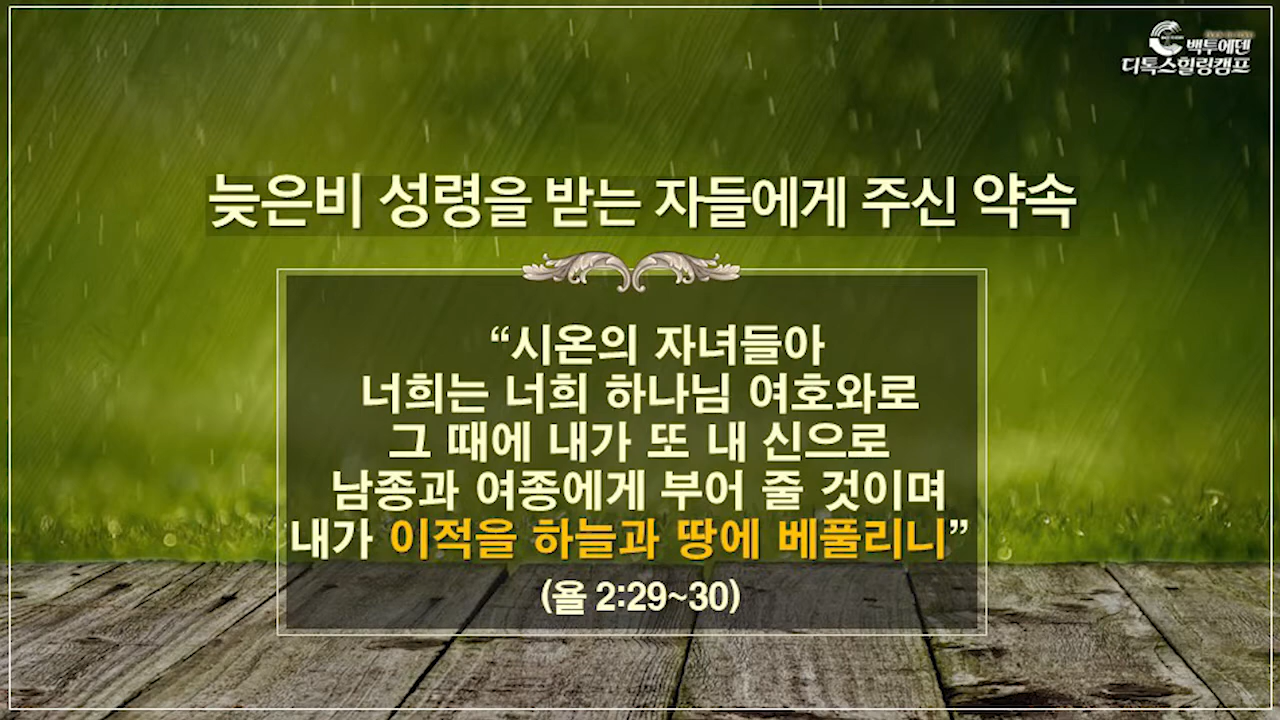 백투에덴
디톡스힐링캠프
늦은비 성령을 받는 자들에게 주신 약속
“시온의 자녀들아
너희는 너희 하나님 여호와로
그 때에 내가 또 내 신으로
남종과 여종에게 부어 줄 것이며
내가 이적을 하늘과 땅에 베풀리니”
(욜 2:29~30)